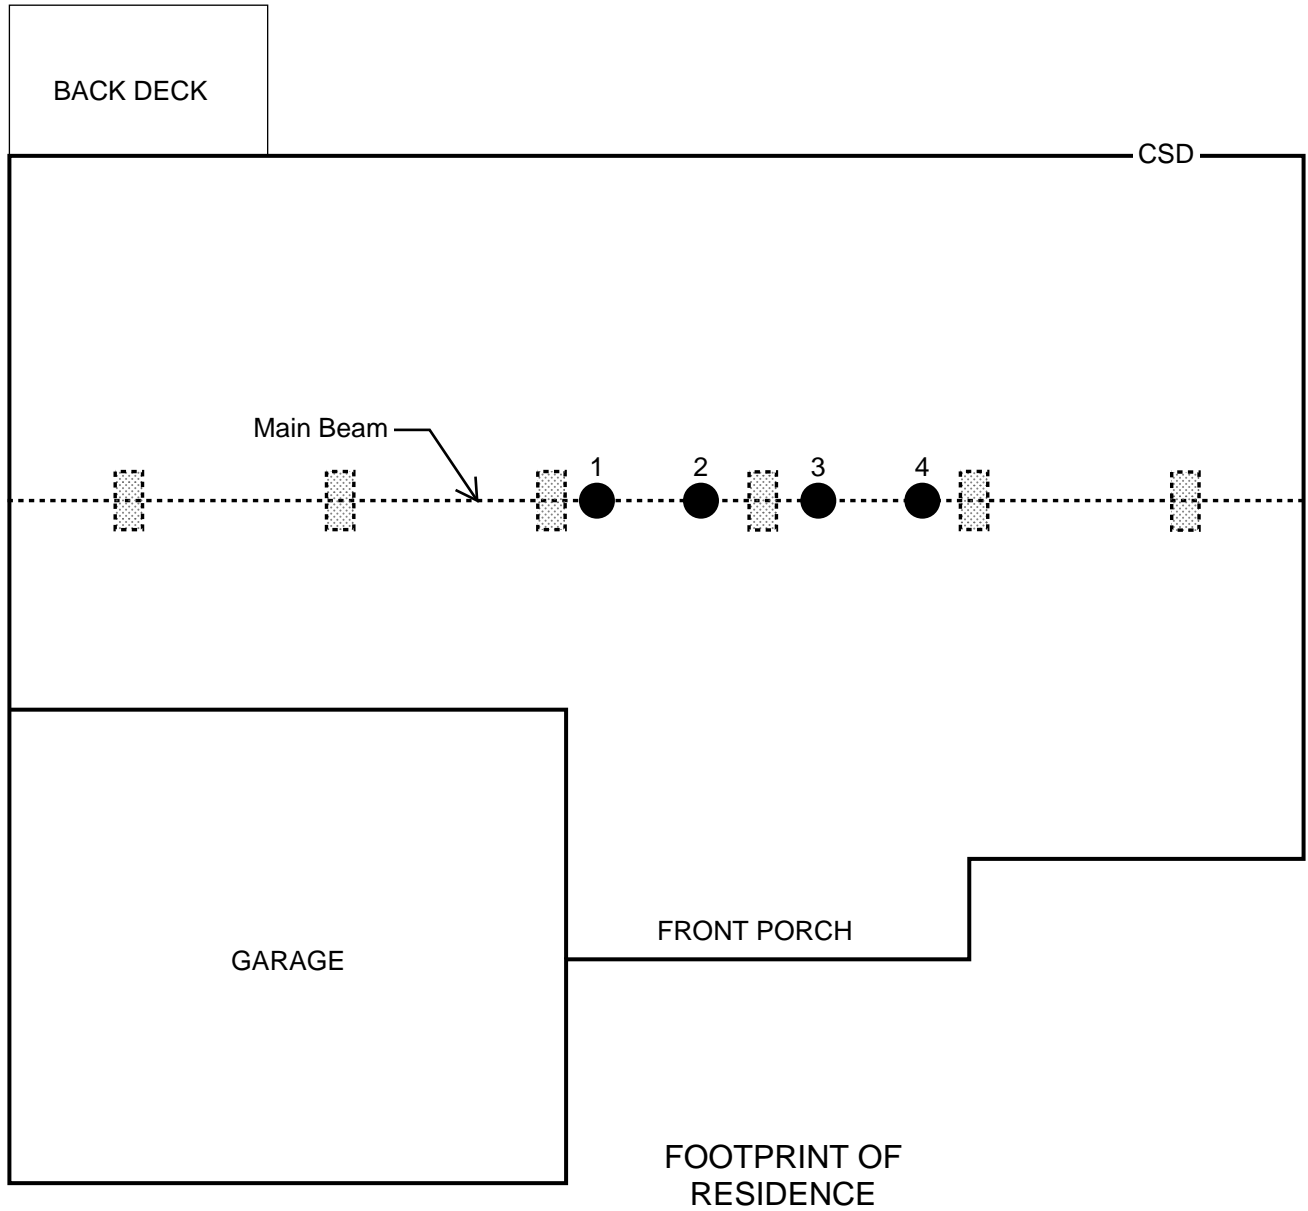 BACK DECK
CSD
Main Beam
1 2 3 4
FRONT PORCH
GARAGE
FOOTPRINT OF
RESIDENCE